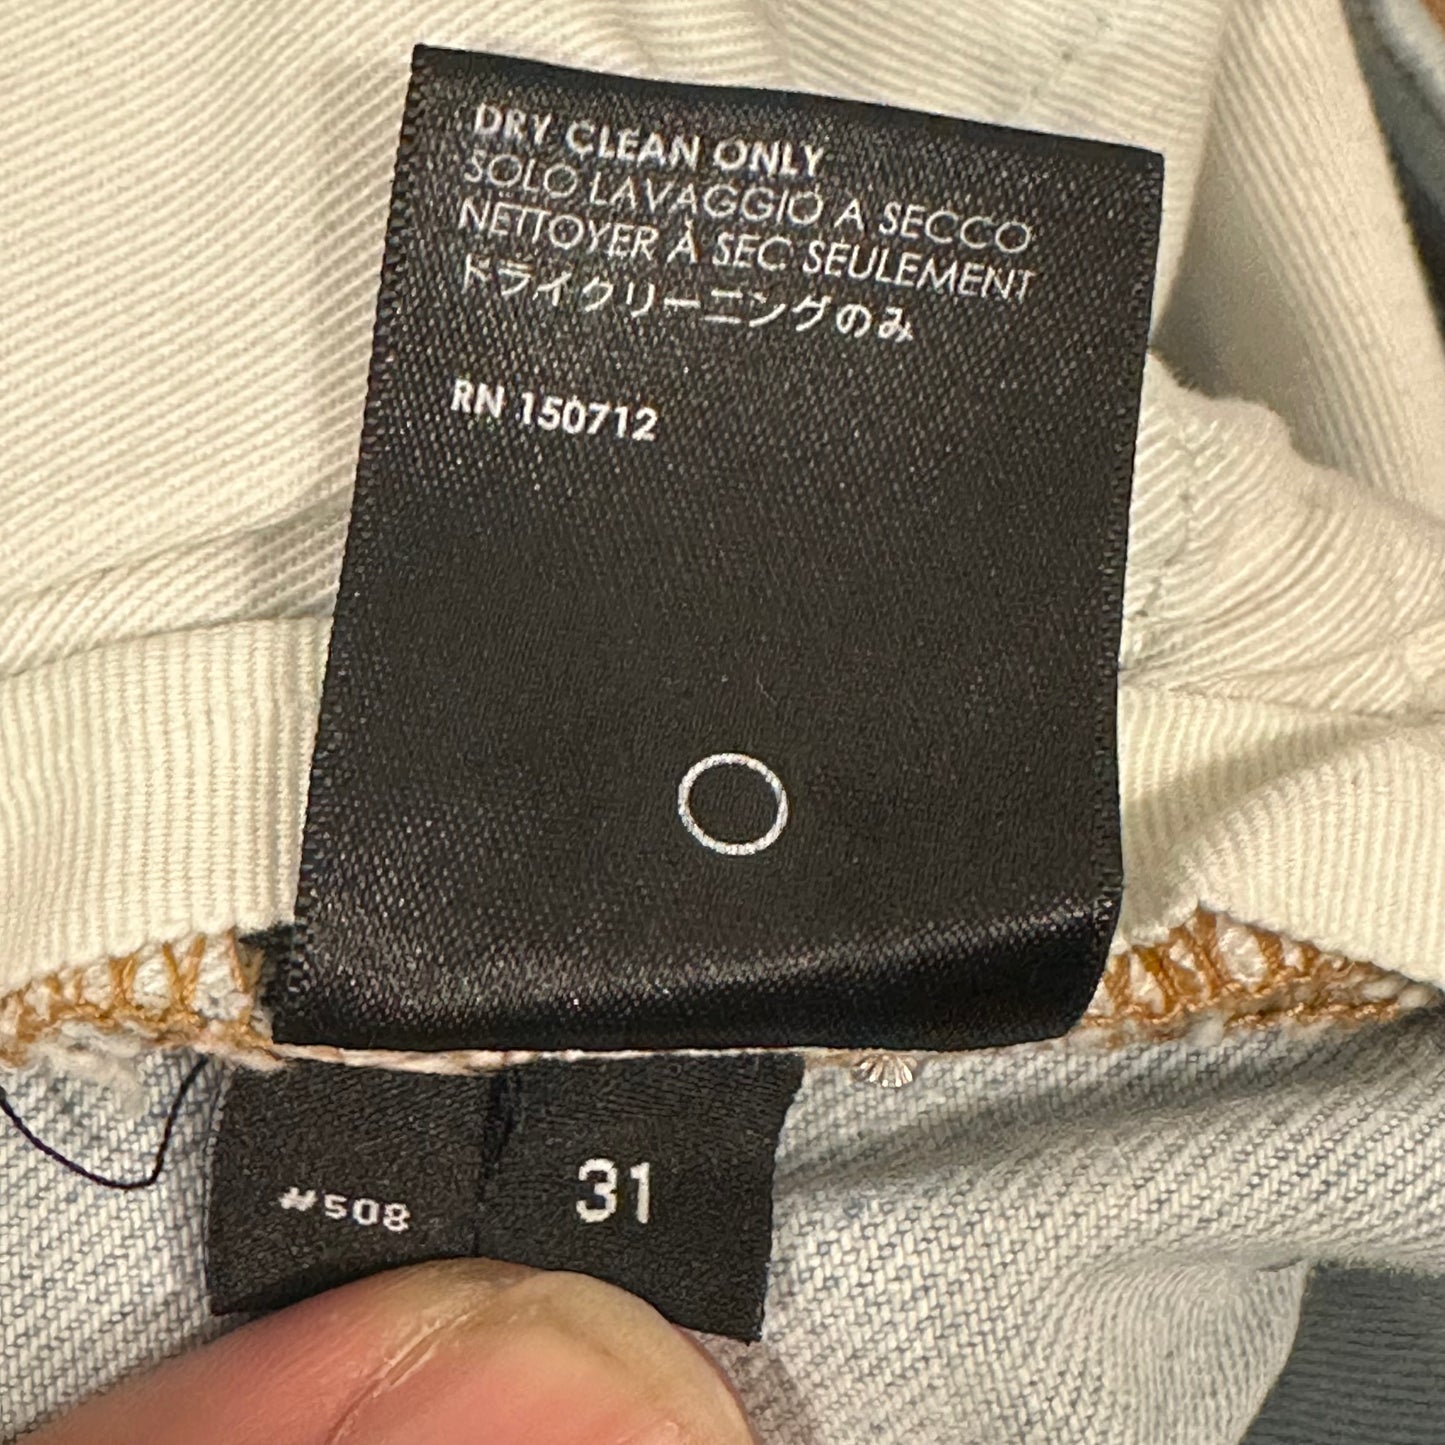 DRY CLEAN ONLY
SOLO LAVAGGIO A SECCO
NETTOYER À SEC SEULEMENT
ドライクリーニングのみ
RN 150712
#508
31